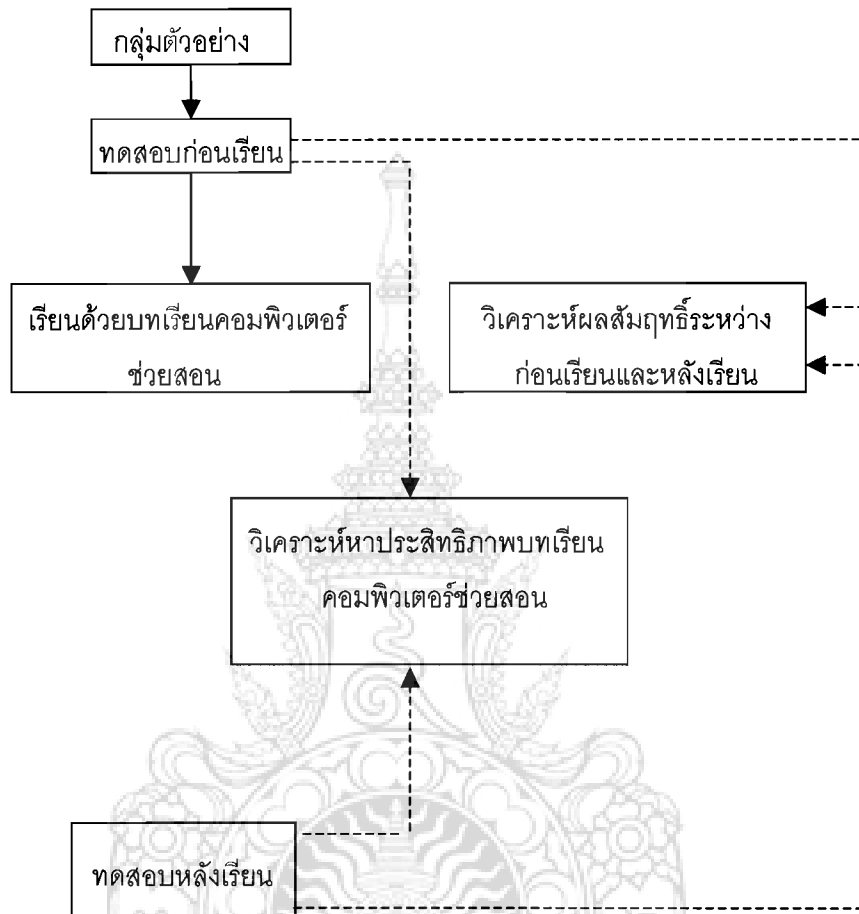 กลุ่มตัวอย่าง
ทดสอบก่อนเรียน
เรียนด้วยบทเรียนคอมพิวเตอร์
ช่วยสอน
วิเคราะห์ผลสัมฤทธิ์ระหว่าง
ก่อนเรียนและหลังเรียน
วิเคราะห์หาประสิทธิภาพบทเรียน
คอมพิวเตอร์ช่วยสอน
ทดสอบหลังเรียน